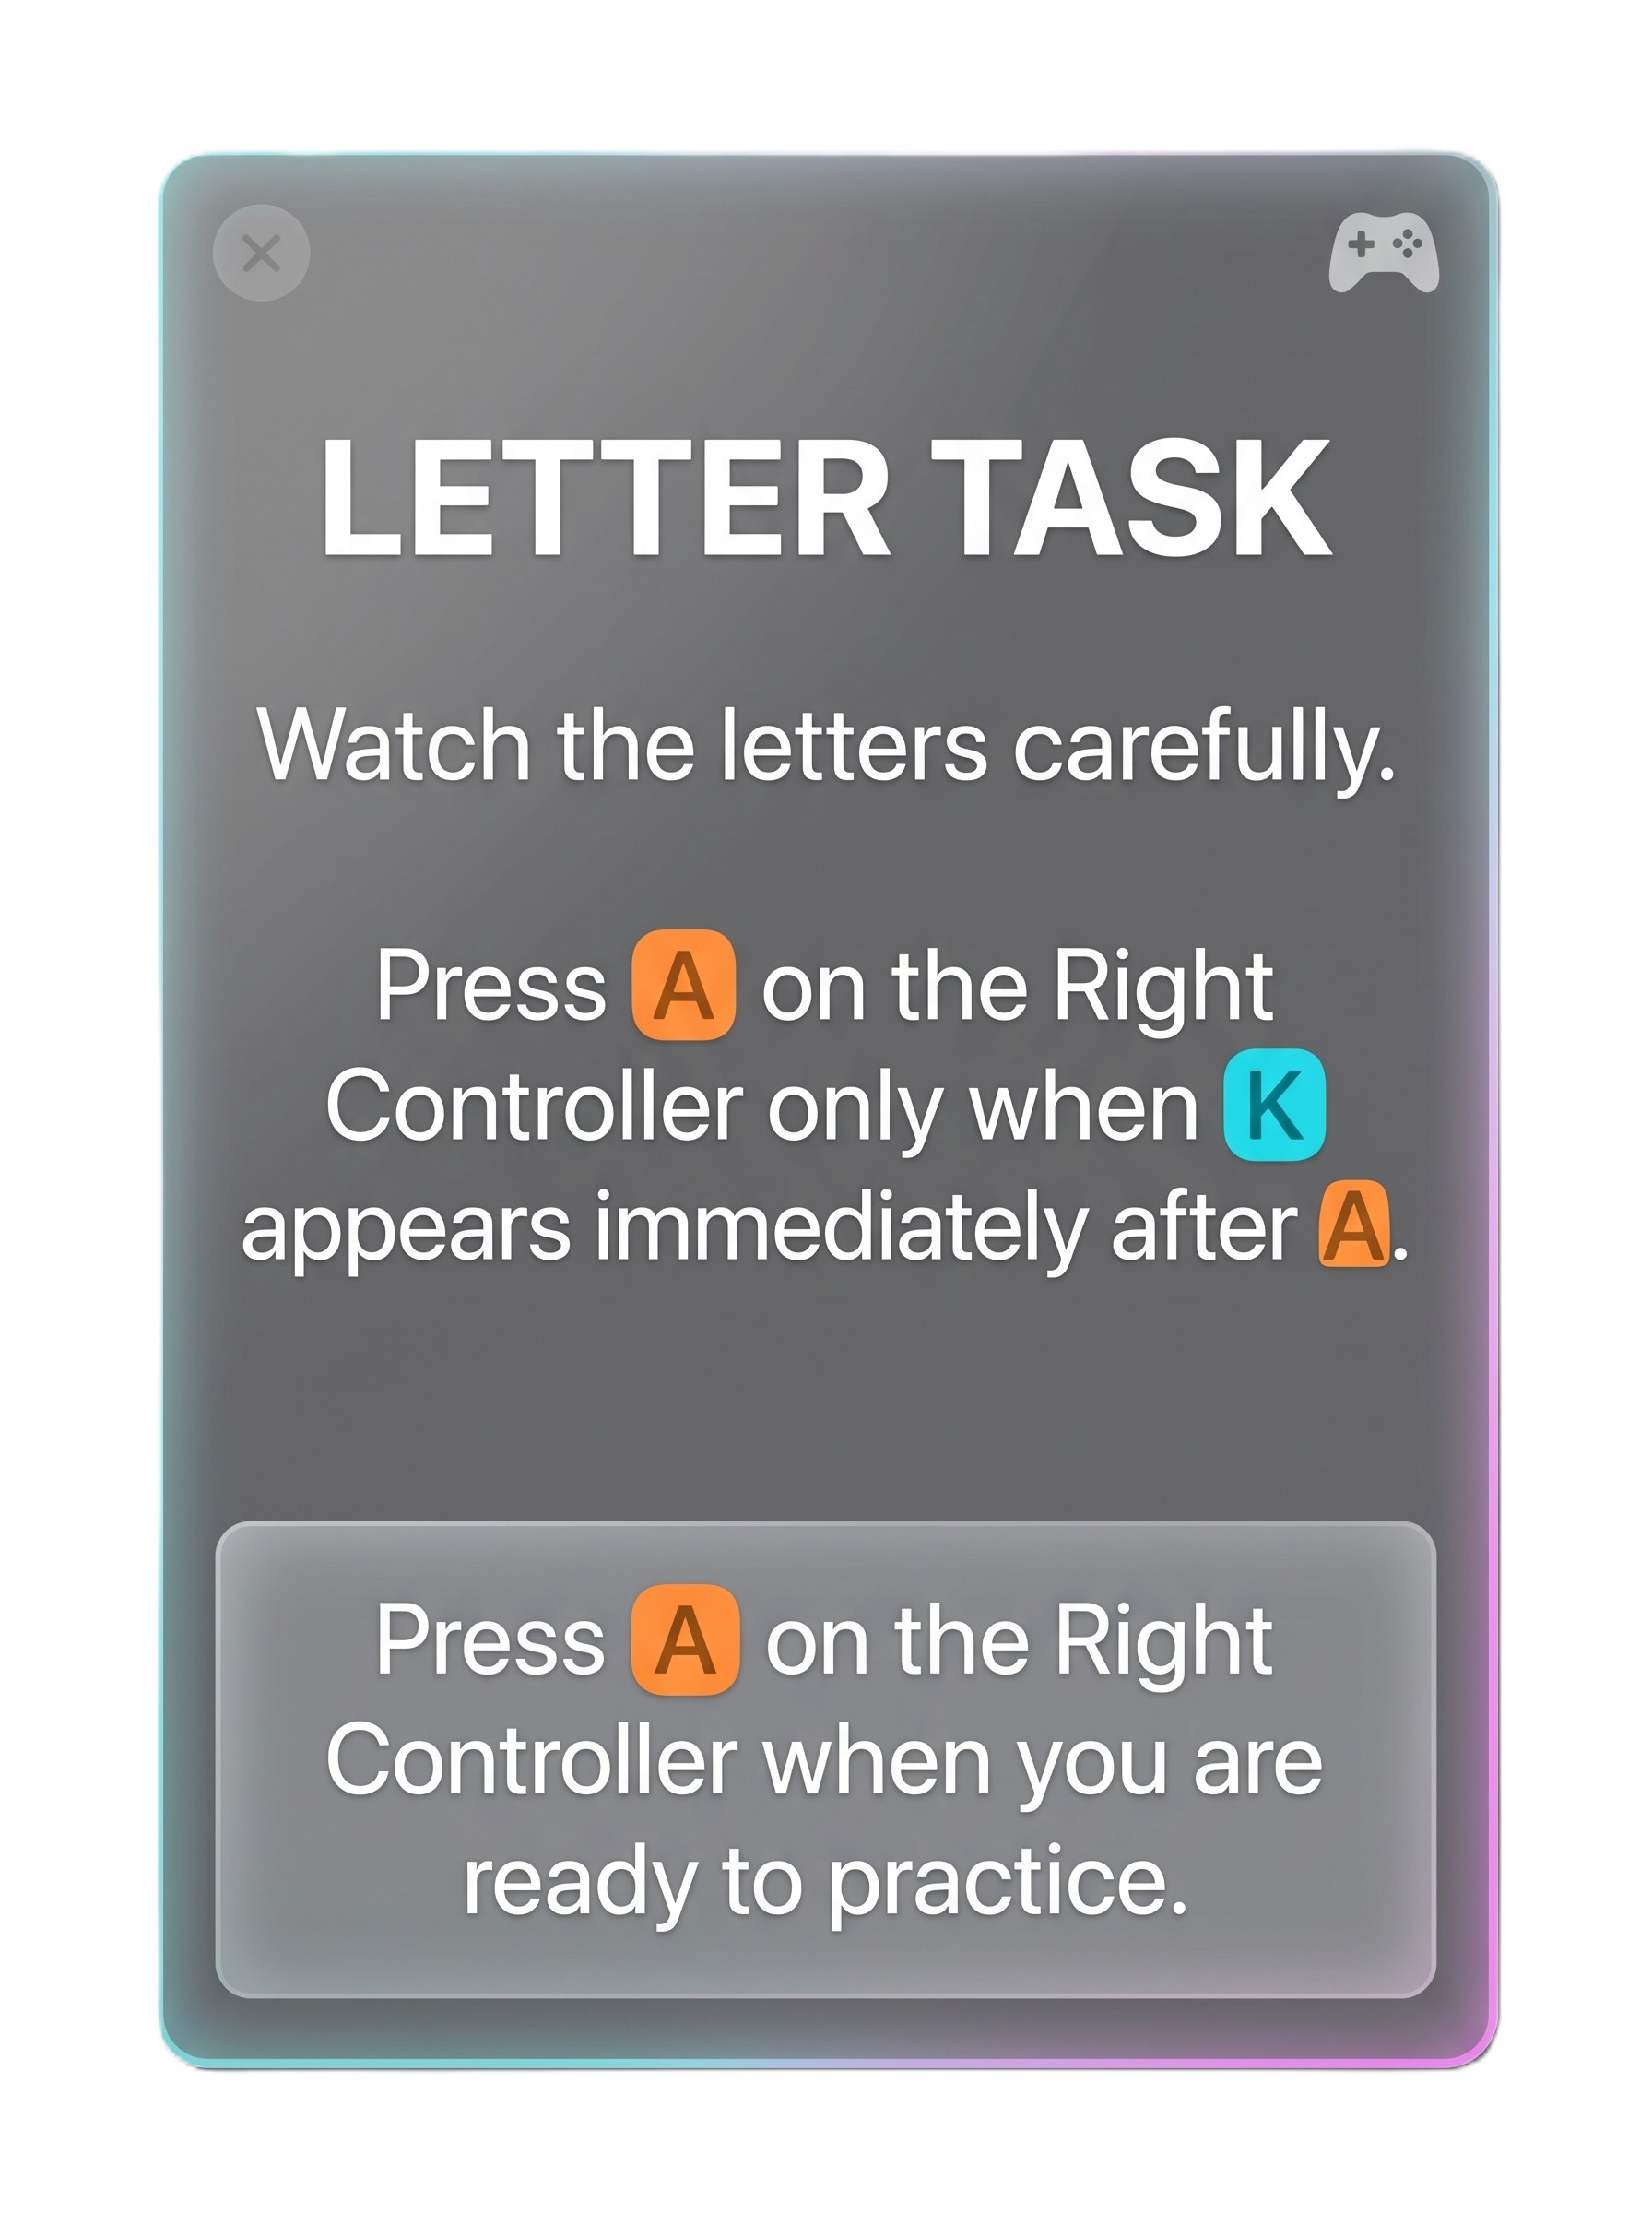 LETTER TASK
Watch the letters carefully.
Press A on the Right
Controller only when K
appears immediately after A.
Press A on the Right
Controller when you are
ready to practice.